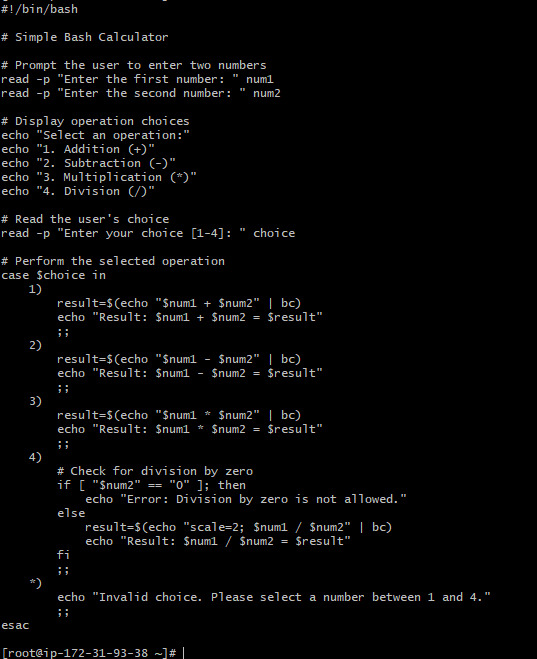 #!/bin/bash

# Simple Bash Calculator

# Prompt the user to enter two numbers
read -p "Enter the first number: " num1
read -p "Enter the second number: " num2

# Display operation choices
echo "Select an operation:"
echo "1. Addition (+)"
echo "2. Subtraction (-)"
echo "3. Multiplication (*)"
echo "4. Division (/)"

# Read the user's choice
read -p "Enter your choice [1-4]: " choice

# Perform the selected operation
case $choice in
    1)
        result=$(echo "$num1 + $num2" | bc)
        echo "Result: $num1 + $num2 = $result"
        ;;
    2)
        result=$(echo "$num1 - $num2" | bc)
        echo "Result: $num1 - $num2 = $result"
        ;;
    3)
        result=$(echo "$num1 * $num2" | bc)
        echo "Result: $num1 * $num2 = $result"
        ;;
    4)
        # Check for division by zero
        if [ "$num2" == "0" ]; then
            echo "Error: Division by zero is not allowed."
        else
            result=$(echo "scale=2; $num1 / $num2" | bc)
            echo "Result: $num1 / $num2 = $result"
        fi
        ;;
    *)
        echo "Invalid choice. Please select a number between 1 and 4."
        ;;
esac

[root@ip-172-31-93-38 ~]#